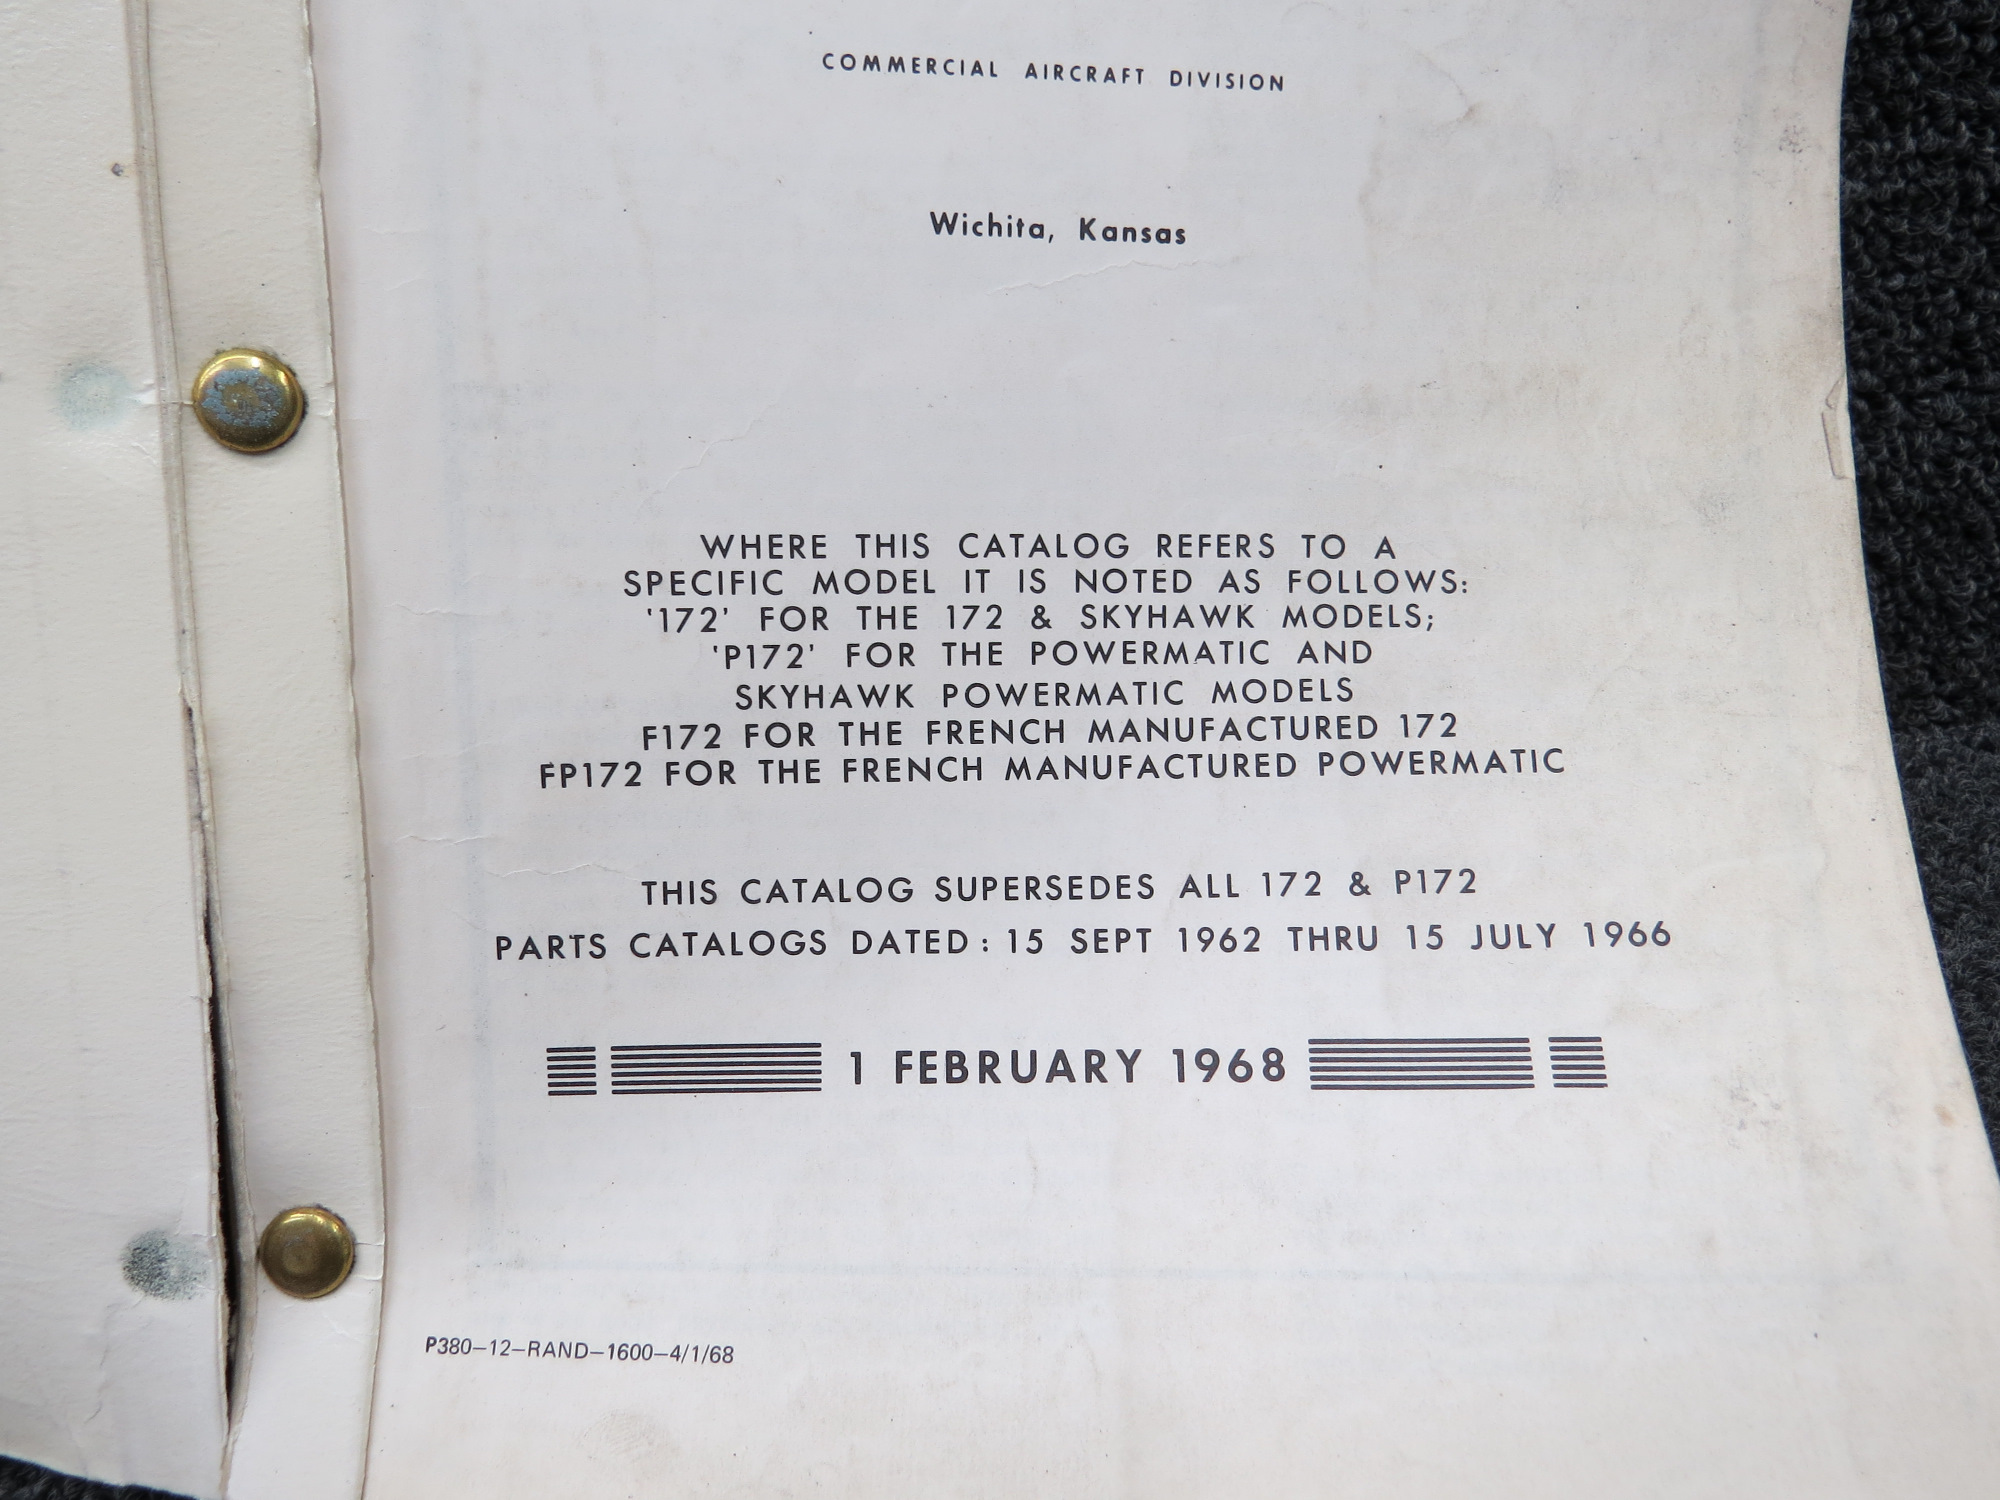 COMMERCIAL AIRCRAFT DIVISION
Wichita, Kansas
WHERE THIS CATALOG REFERS TO A
SPECIFIC MODEL IT IS NOTED AS FOLLOWS:
'172' FOR THE 172 & SKYHAWK MODELS;
'P172' FOR THE POWERMATIC AND
SKYHAWK POWERMATIC MODELS
F172 FOR THE FRENCH MANUFACTURED 172
FP172 FOR THE FRENCH MANUFACTURED POWERMATIC
THIS CATALOG SUPERSEDES ALL 172 & P172
PARTS CATALOGS DATED: 15 SEPT 1962 THRU 15 JULY 1966
1 FEBRUARY 1968
P380-12-RAND-1600-4/1/68